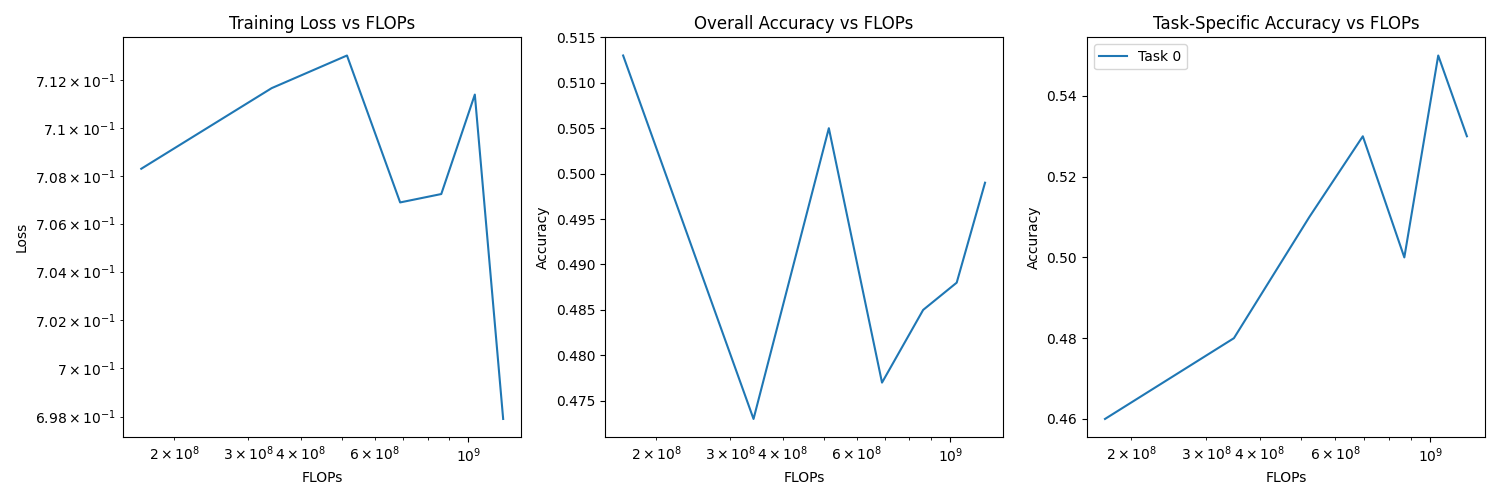 Training Loss vs FLOPs
7.12 × 10⁻¹
7.1 × 10⁻¹
7.08 × 10⁻¹
7.06 × 10⁻¹
7.04 × 10⁻¹
7.02 × 10⁻¹
7 × 10⁻¹
6.98 × 10⁻¹
Loss
2 × 10⁸ 3 × 10⁸ 4 × 10⁸ 6 × 10⁸ 10⁹
FLOPs
Overall Accuracy vs FLOPs
0.515
0.510
0.505
0.500
0.495
0.490
0.485
0.480
0.475
Accuracy
2 × 10⁸ 3 × 10⁸ 4 × 10⁸ 6 × 10⁸ 10⁹
FLOPs
Task-Specific Accuracy vs FLOPs
Task 0
0.54
0.52
0.50
0.48
0.46
Accuracy
2 × 10⁸ 3 × 10⁸ 4 × 10⁸ 6 × 10⁸ 10⁹
FLOPs